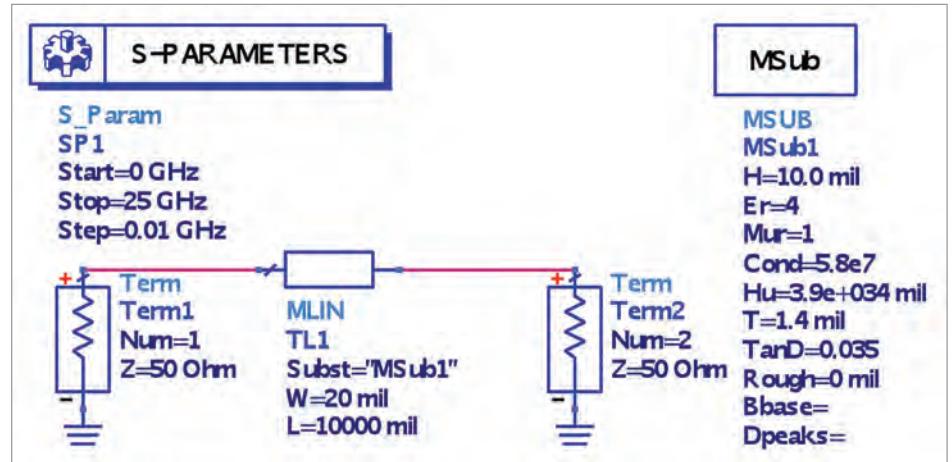 S-PARAMETERS
S_Param
SP1
Start=0 GHz
Stop=25 GHz
Step=0.01 GHz
+
Term
Term1
Num=1
Z=50 Ohm
-
MLIN
TL1
Subst="MSub1"
W=20 mil
L=10000 mil
+
Term
Term2
Num=2
Z=50 Ohm
-
MSub
MSUB
MSub1
H=10.0 mil
Er=4
Mur=1
Cond=5.8e7
Hu=3.9e+034 mil
T=1.4 mil
TanD=0.035
Rough=0 mil
Bbase=
Dpeaks=